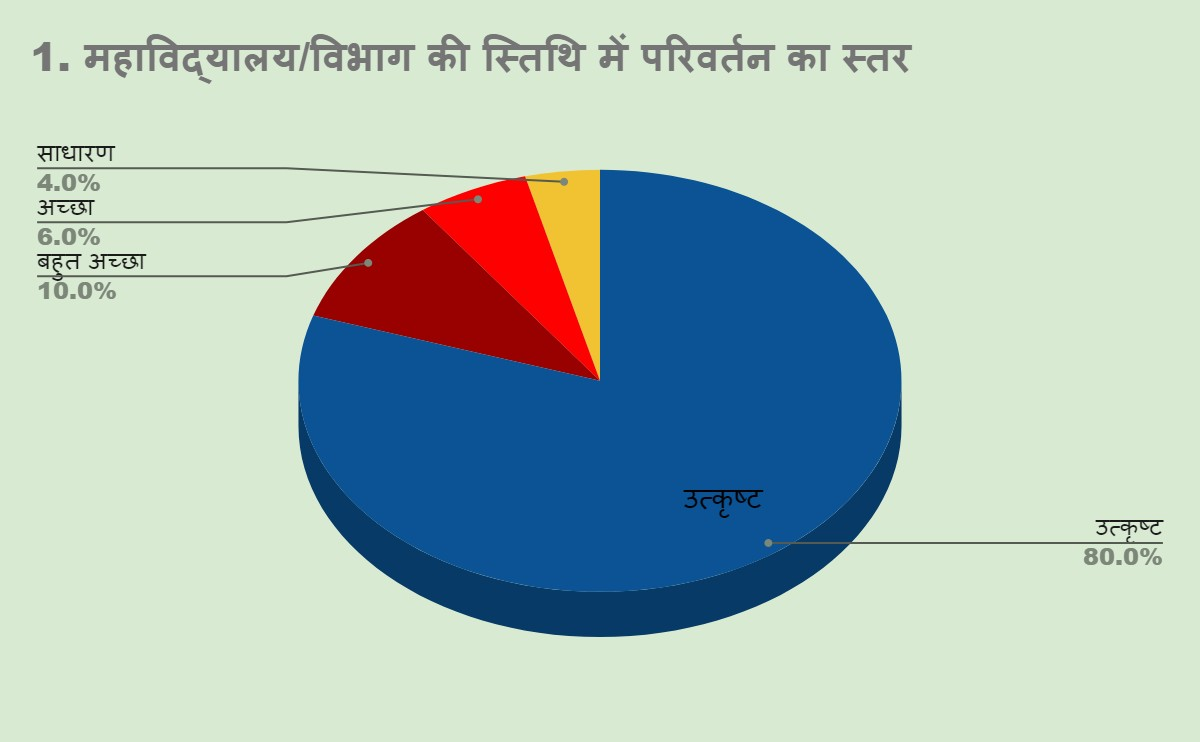 1. महाविद्यालय/विभाग की स्तिथि में परिवर्तन का स्तर
साधारण
4.0%
अच्छा
6.0%
बहुत अच्छा
10.0%
उत्कृष्ट
उत्कृष्ट
80.0%